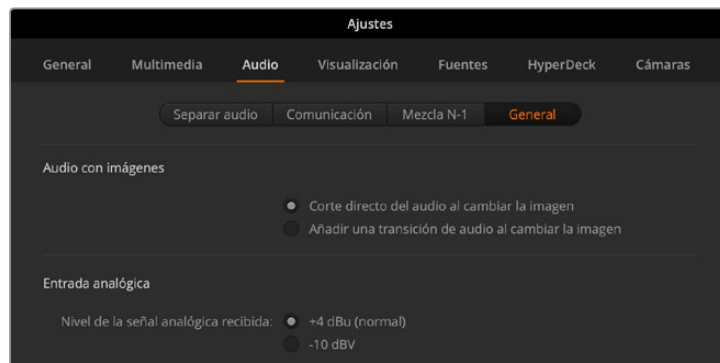 Ajustes
General Multimedia Audio Visualización Fuentes HyperDeck Cámaras
Separar audio Comunicación Mezcla N-1 General
Audio con imágenes
Corte directo del audio al cambiar la imagen
Añadir una transición de audio al cambiar la imagen
Entrada analógica
Nivel de la señal analógica recibida: +4 dBu (normal)
-10 dBV